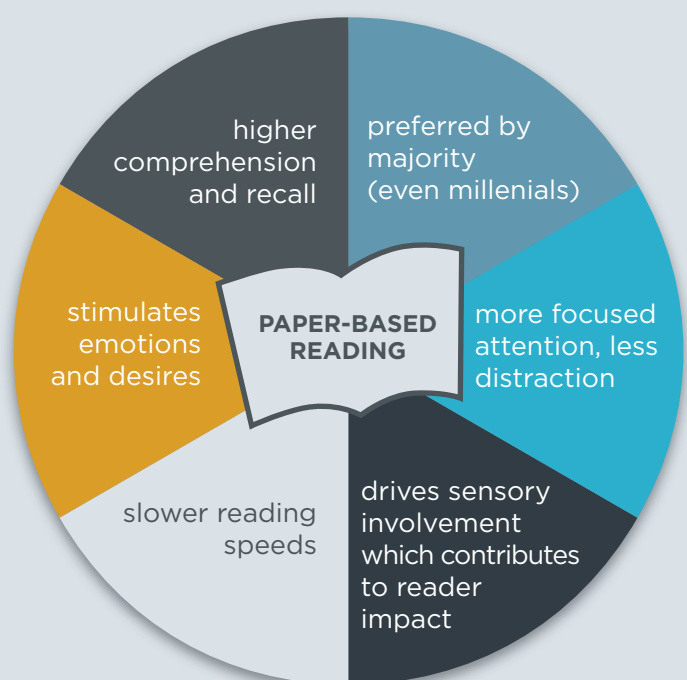 higher
comprehension
and recall
preferred by
majority
(even millenials)
stimulates
emotions
and desires
PAPER-BASED
READING
more focused
attention, less
distraction
slower reading
speeds
drives sensory
involvement
which contributes
to reader
impact